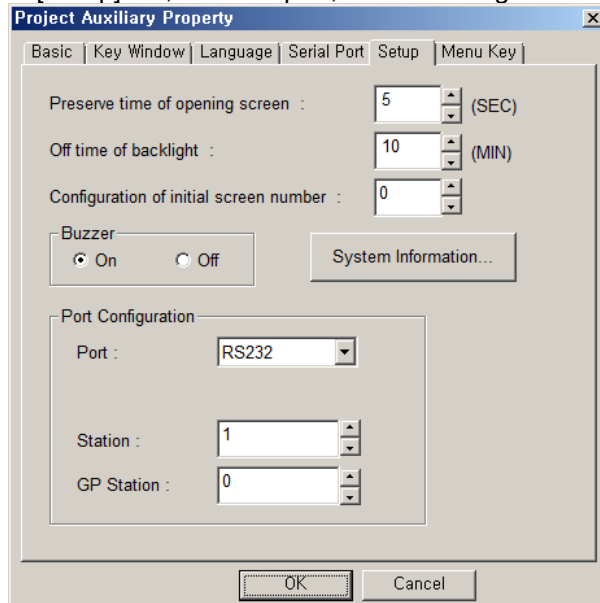 Project Auxiliary Property
Basic Key Window Language Serial Port Setup Menu Key
Preserve time of opening screen : 5 (SEC)
Off time of backlight : 10 (MIN)
Configuration of initial screen number : 0
Buzzer
On Off System Information...
Port Configuration
Port : RS232
Station : 1
GP Station : 0
OK Cancel